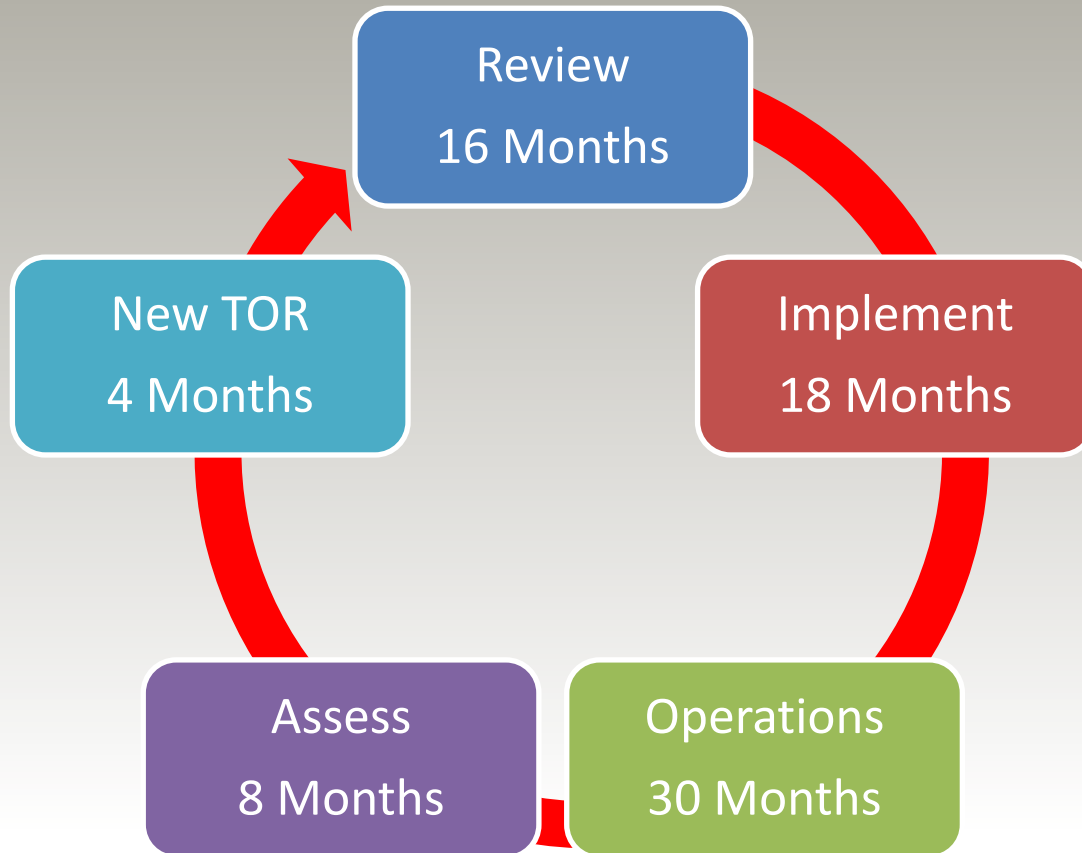 Review
16 Months
Implement
18 Months
Operations
30 Months
Assess
8 Months
New TOR
4 Months